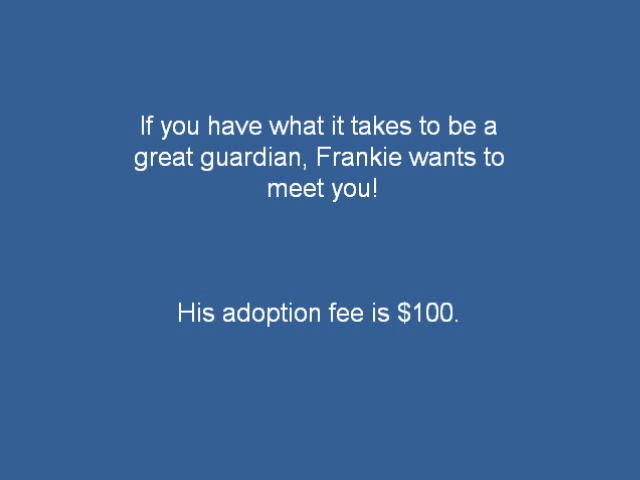 If you have what it takes to be a
great guardian, Frankie wants to
meet you!
His adoption fee is $100.